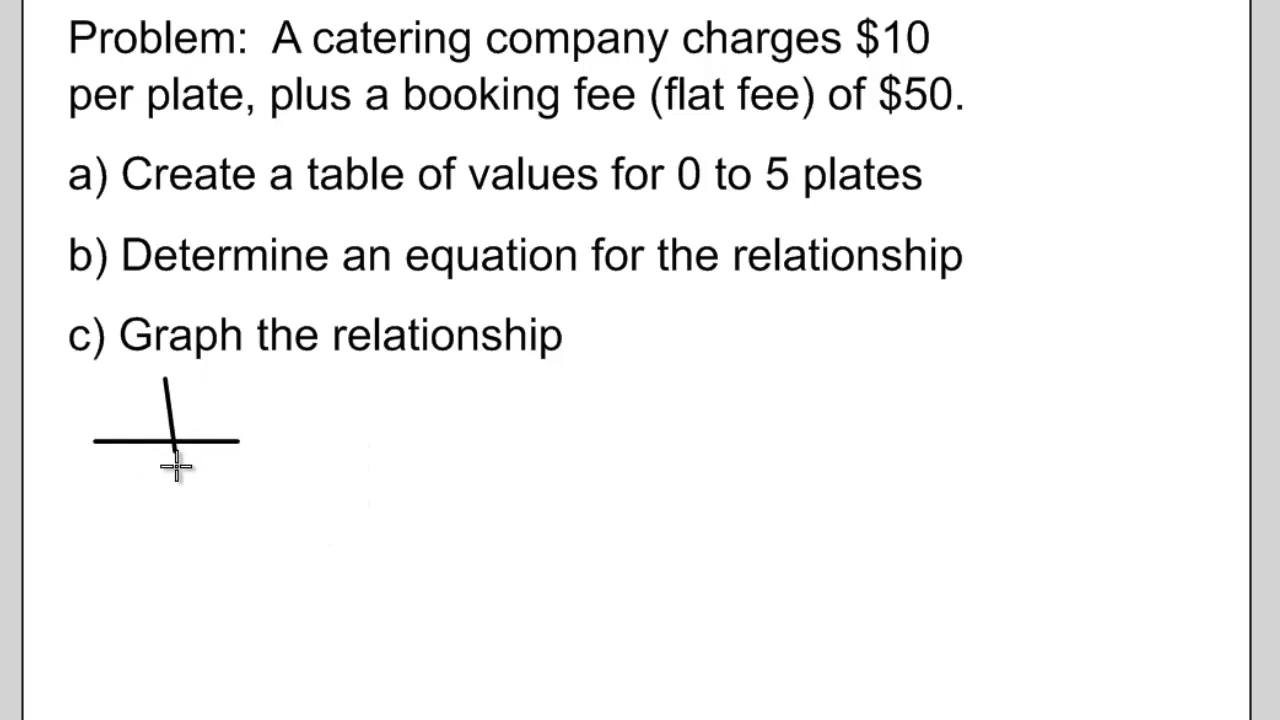 Problem:  A catering company charges $10
per plate, plus a booking fee (flat fee) of $50.
a) Create a table of values for 0 to 5 plates
b) Determine an equation for the relationship
c) Graph the relationship